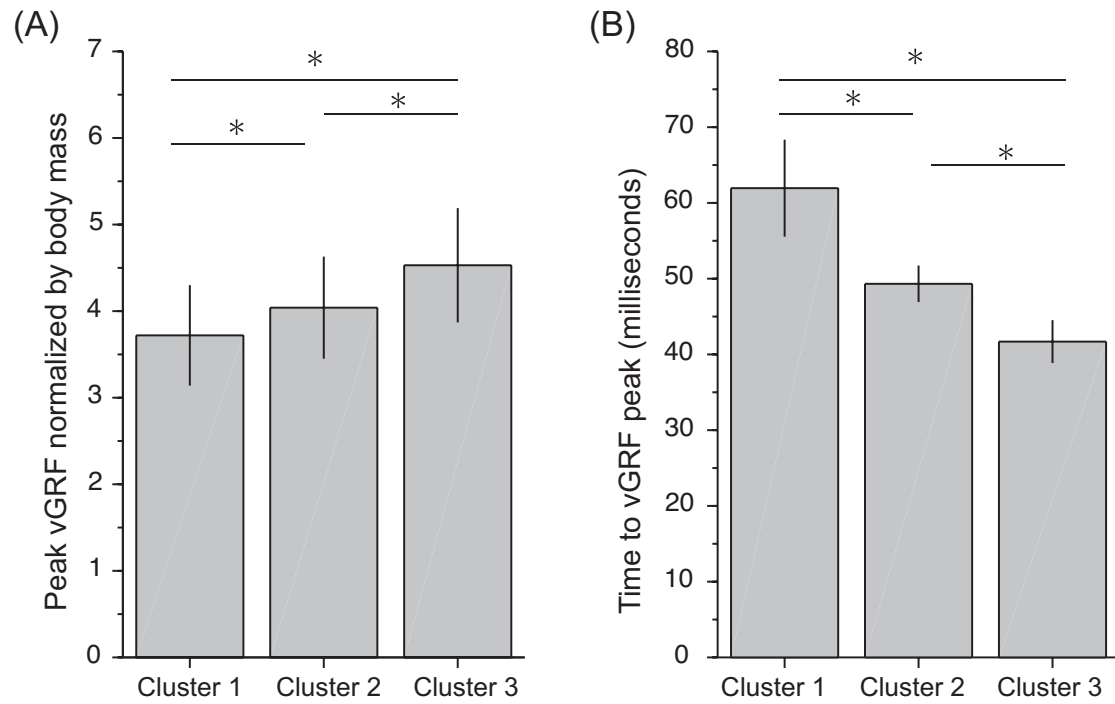 (A)
Peak vGRF normalized by body mass
7
6
5
4
3
2
1
0
*
*
*
Cluster 1
Cluster 2
Cluster 3
(B)
Time to vGRF peak (milliseconds)
80
70
60
50
40
30
20
10
0
*
*
*
Cluster 1
Cluster 2
Cluster 3